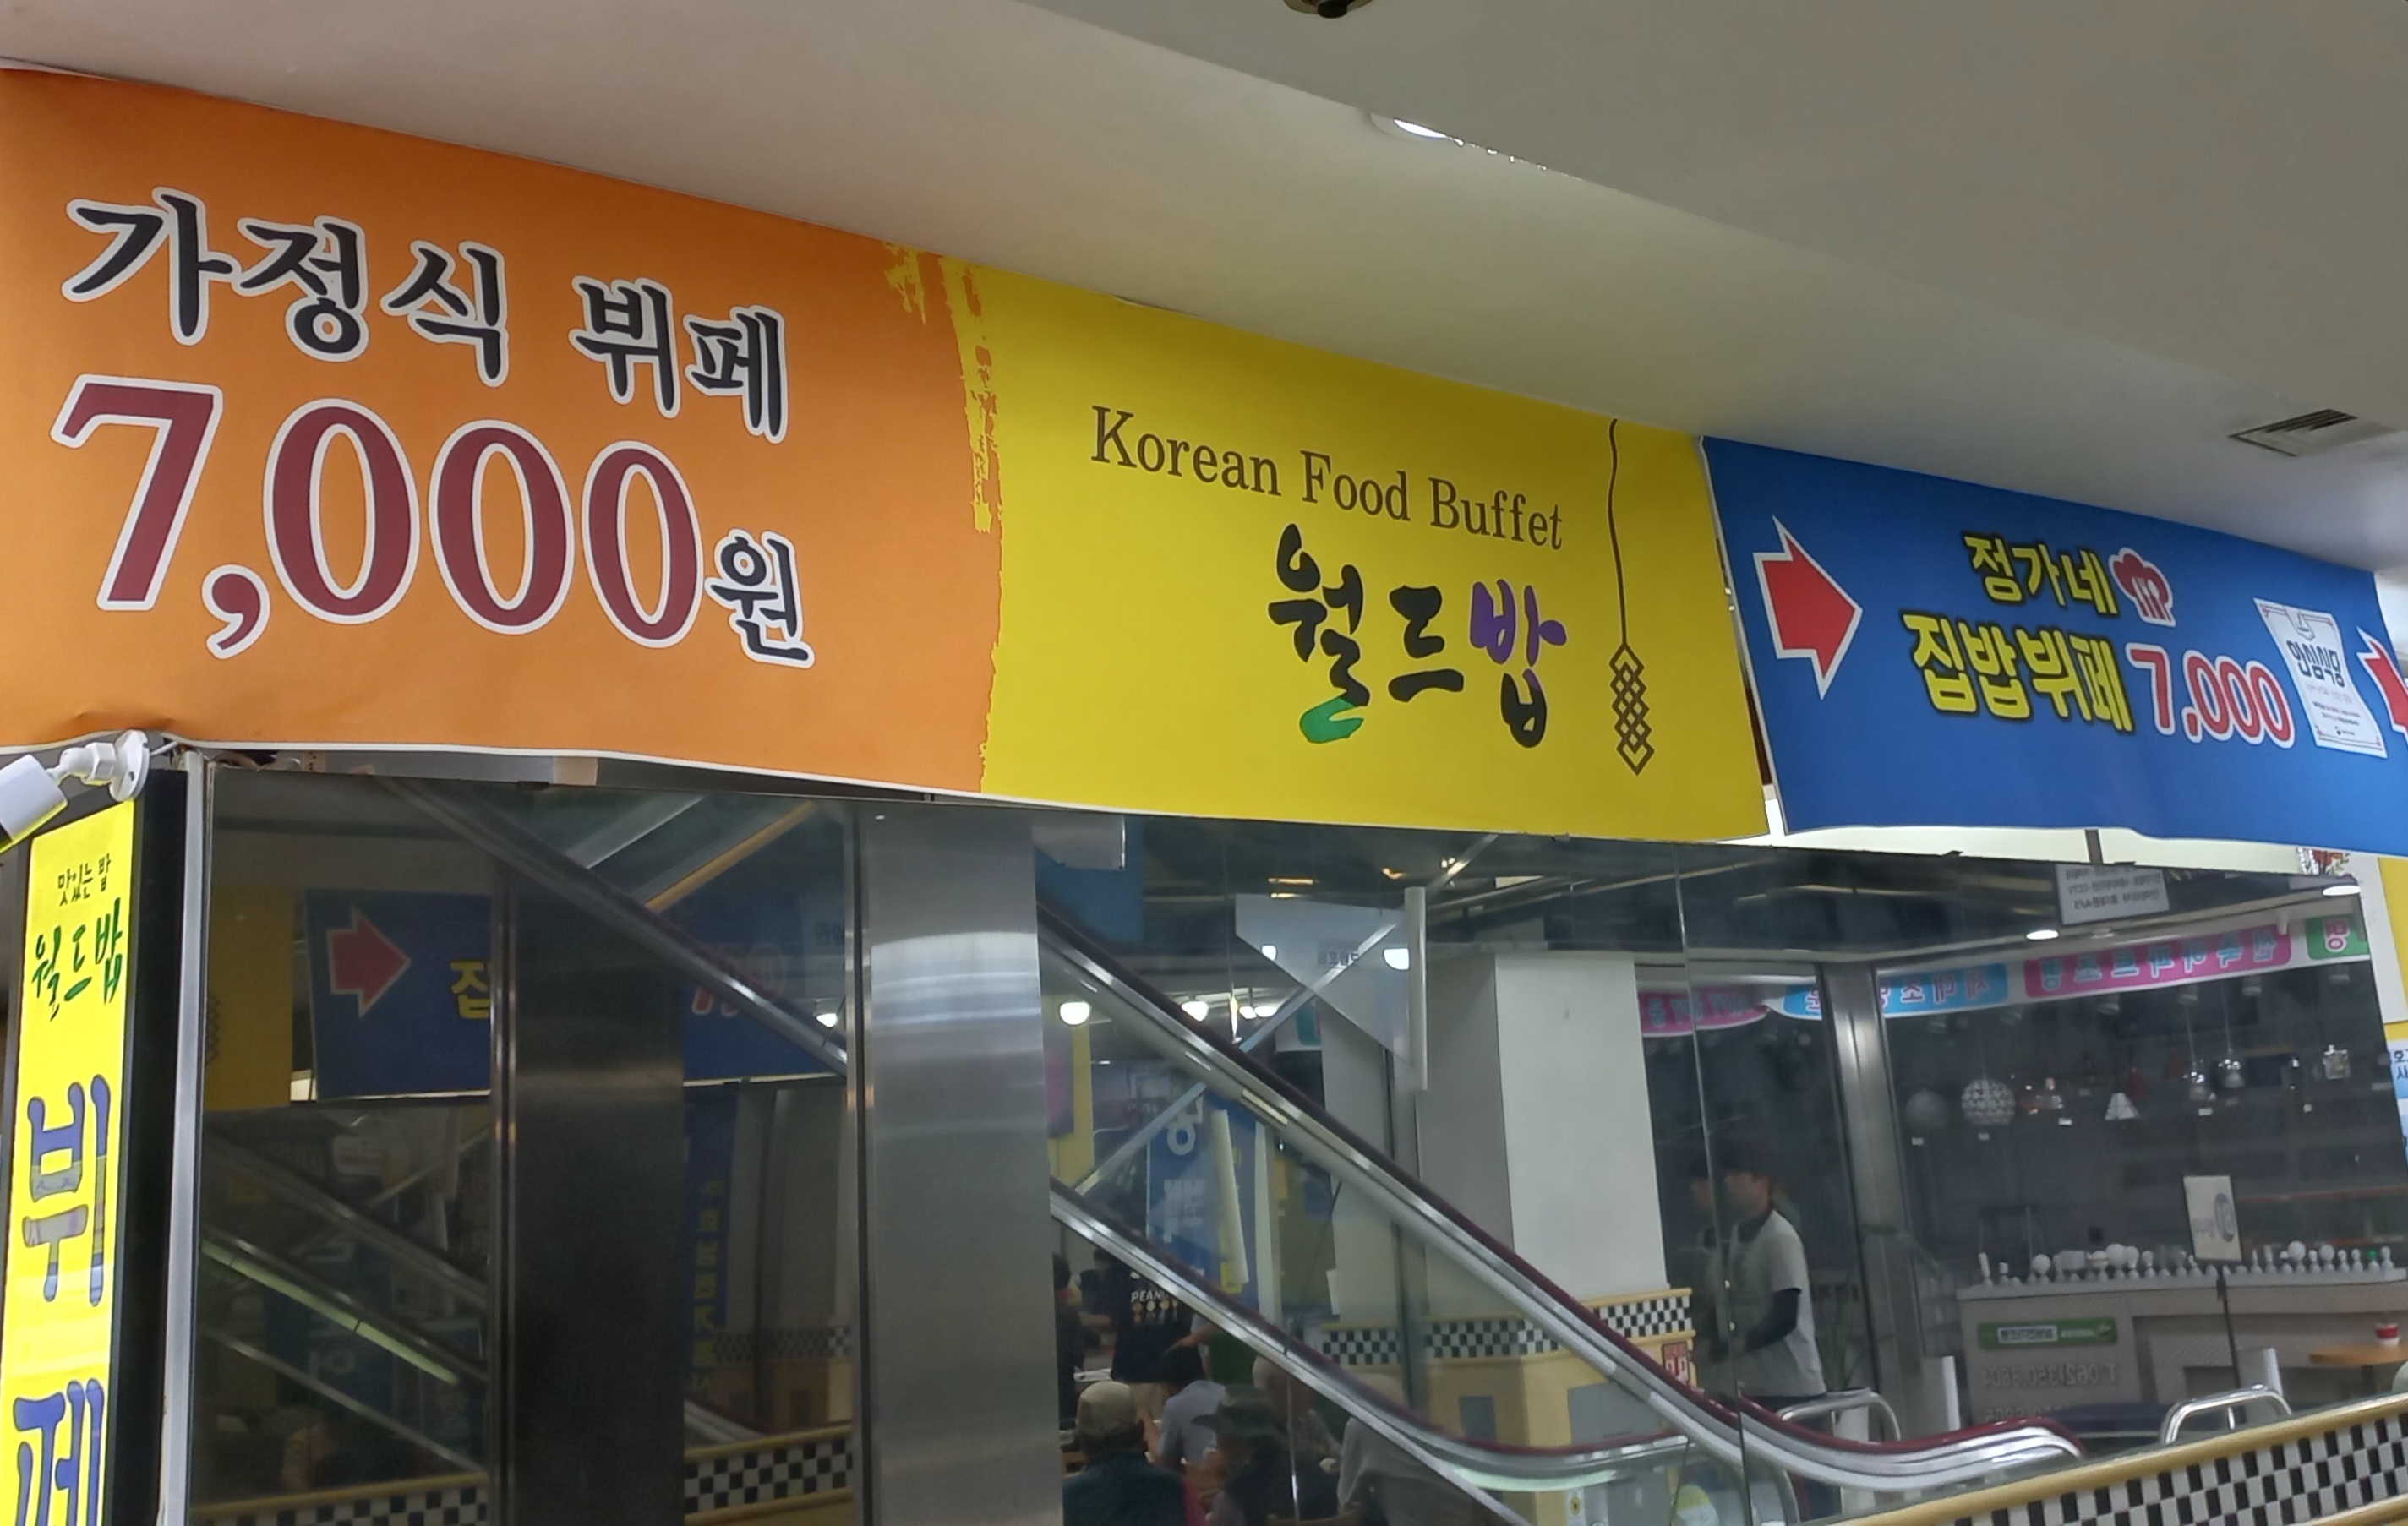 가정식 뷔페
7,000원
Korean Food Buffet
월드밥
정가네
집밥뷔페 7,000
안심식당
맛있는 밥
월드밥
뷔
페
집
PEANU